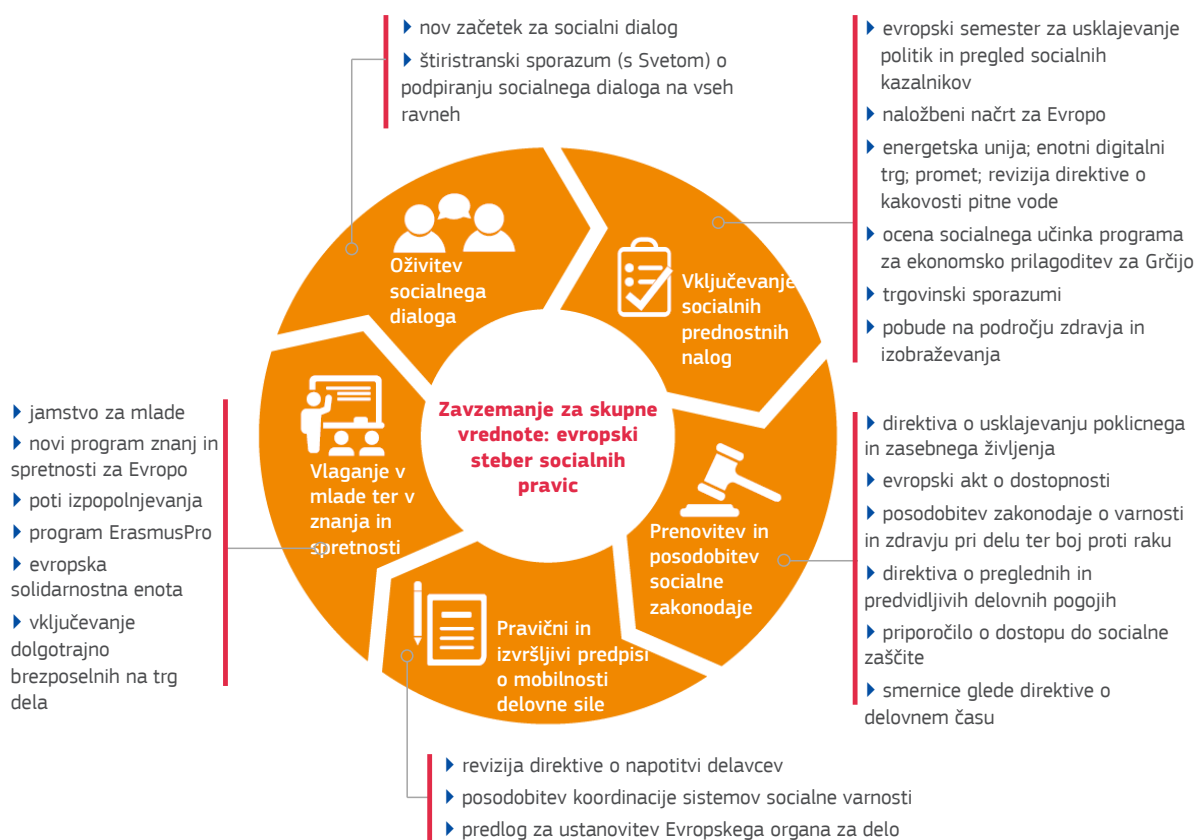 ▶ nov začetek za socialni dialog
▶ štiristranski sporazum (s Svetom) o
podpiranju socialnega dialoga na vseh
ravneh
▶ evropski semester za usklajevanje
politik in pregled socialnih
kazalnikov
▶ naložbeni načrt za Evropo
▶ energetska unija; enotni digitalni
trg; promet; revizija direktive o
kakovosti pitne vode
▶ ocena socialnega učinka programa
za ekonomsko prilagoditev za Grčijo
▶ trgovinski sporazumi
▶ pobude na področju zdravja in
izobraževanja
Oživitev
socialnega
dialoga
Vključevanje
socialnih
prednostnih
nalog
Zavzemanje za skupne
vrednote: evropski
steber socialnih
pravic
▶ jamstvo za mlade
▶ novi program znanj in
spretnosti za Evropo
▶ poti izpopolnjevanja
▶ program ErasmusPro
▶ evropska
solidarnostna enota
▶ vključevanje
dolgotrajno
brezposelnih na trg
dela
Vlaganje v
mlade ter v
znanja in
spretnosti
Prenovitev in
posodobitev
socialne
zakonodaje
▶ direktiva o usklajevanju poklicnega
in zasebnega življenja
▶ evropski akt o dostopnosti
▶ posodobitev zakonodaje o varnosti
in zdravju pri delu ter boj proti raku
▶ direktiva o preglednih in
predvidljivih delovnih pogojih
▶ priporočilo o dostopu do socialne
zaščite
▶ smernice glede direktive o
delovnem času
Pravični in
izvršljivi predpisi
o mobilnosti
delovne sile
▶ revizija direktive o napotitvi delavcev
▶ posodobitev koordinacije sistemov socialne varnosti
▶ predlog za ustanovitev Evropskega organa za delo